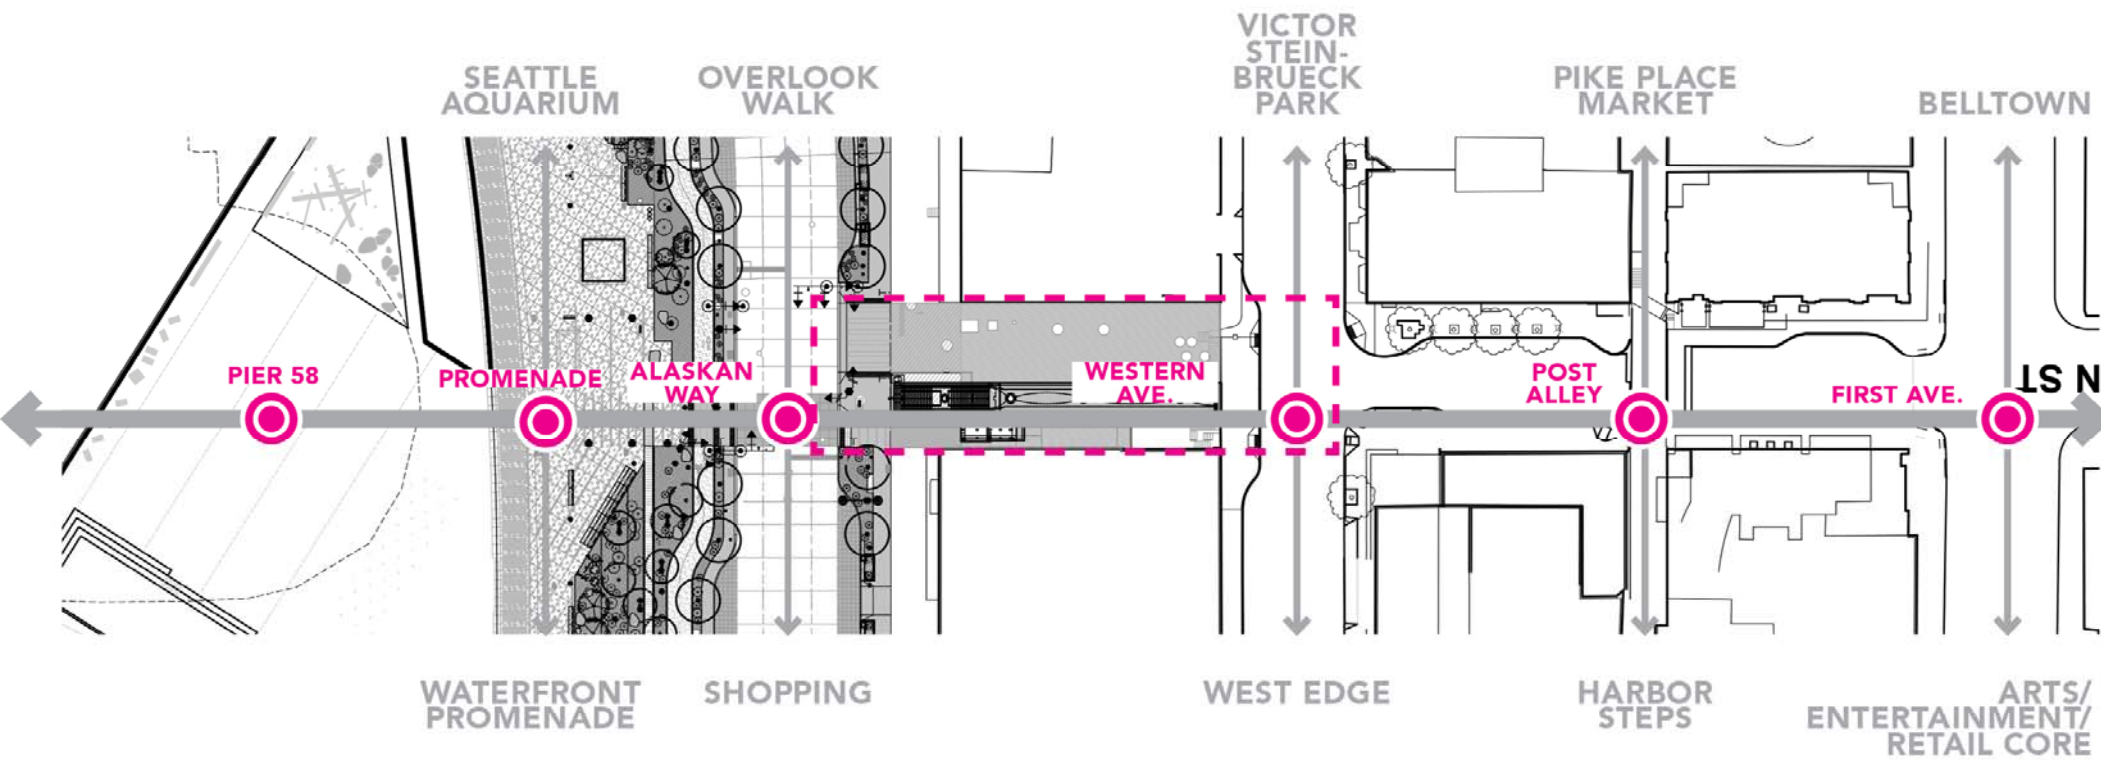 VICTOR
STEIN-
BRUECK
PARK
SEATTLE
AQUARIUM
OVERLOOK
WALK
PIKE PLACE
MARKET
BELLTOWN
PIER 58
PROMENADE
ALASKAN
WAY
WESTERN
AVE.
POST
ALLEY
FIRST AVE.
N ST
WATERFRONT
PROMENADE
SHOPPING
WEST EDGE
HARBOR
STEPS
ARTS/
ENTERTAINMENT/
RETAIL CORE